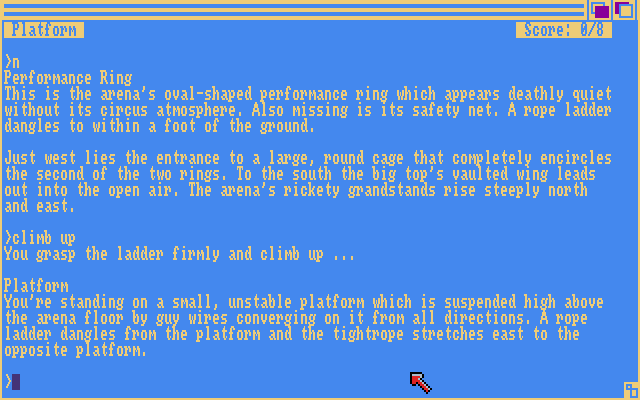 Platform Score: 0/8
>n
Performance Ring
This is the arena's oval-shaped performance ring which appears deathly quiet
without its circus atmosphere. Also missing is its safety net. A rope ladder
dangles to within a foot of the ground.
Just west lies the entrance to a large, round cage that completely encircles
the second of the two rings. To the south the big top's vaulted wing leads
out into the open air. The arena's rickety grandstands rise steeply north
and east.
>climb up
You grasp the ladder firmly and climb up ...
Platform
You're standing on a small, unstable platform which is suspended high above
the arena floor by guy wires converging on it from all directions. A rope
ladder dangles from the platform and the tightrope stretches east to the
opposite platform.
>